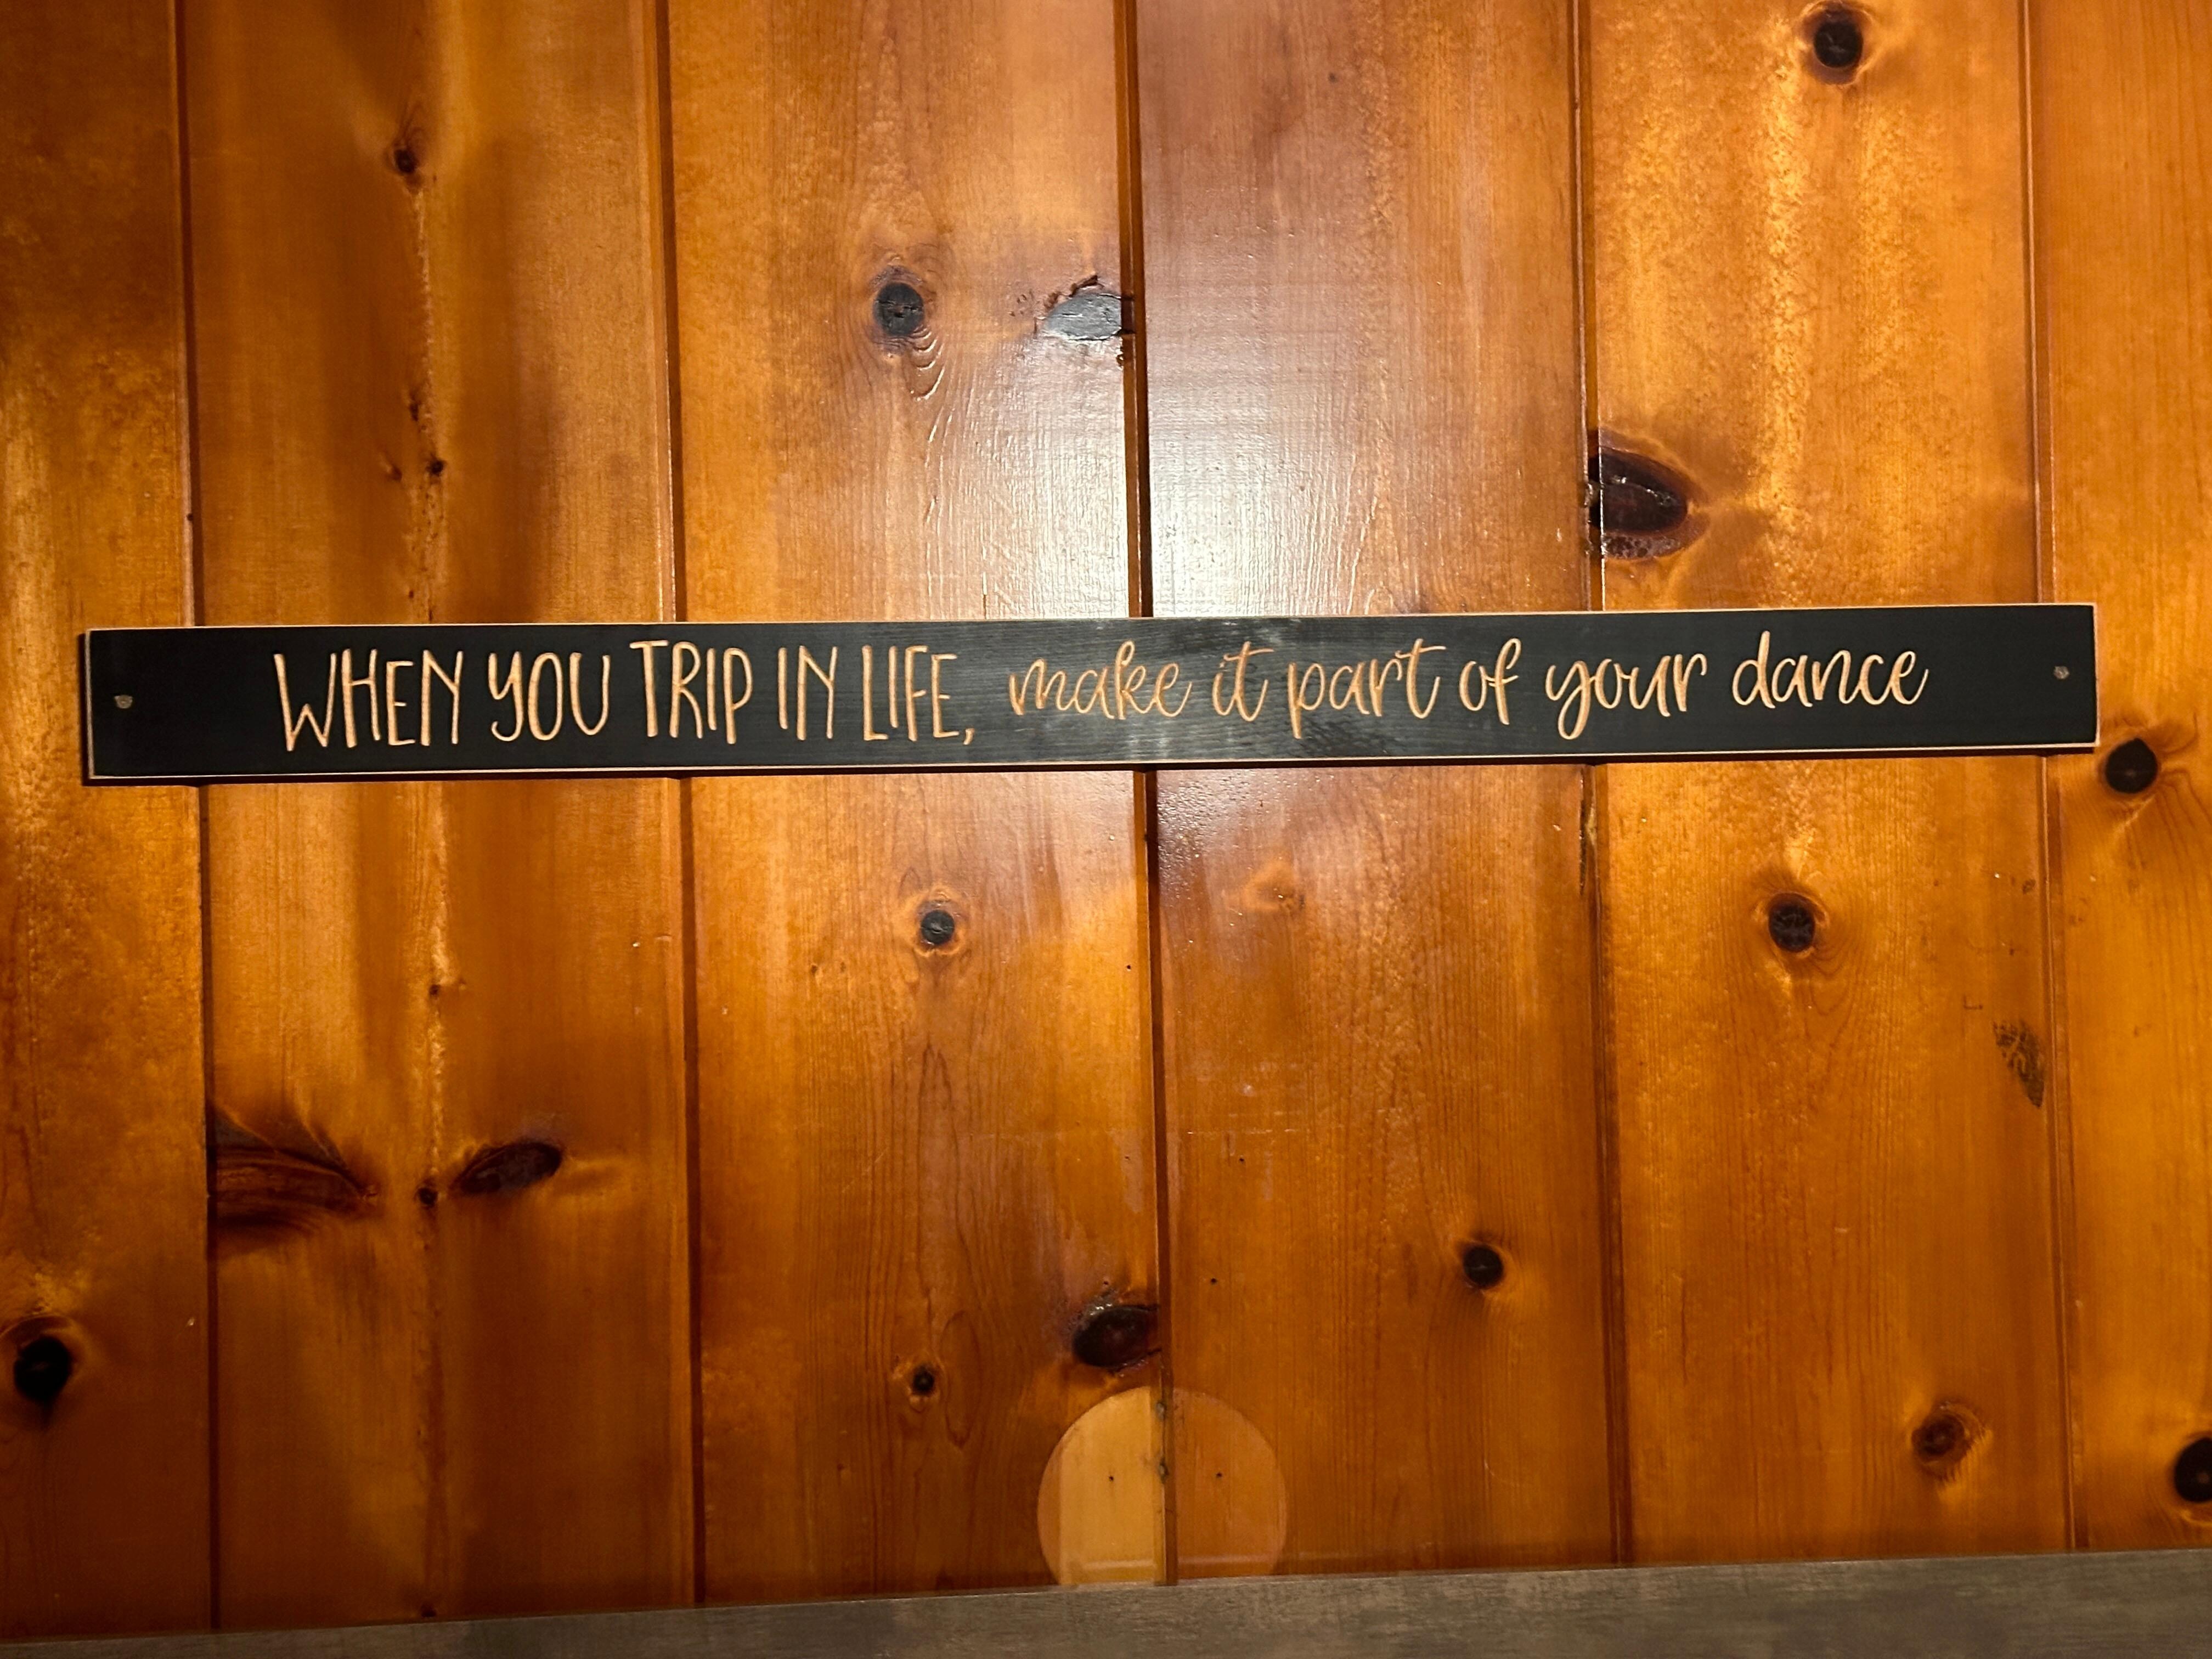 WHEN YOU TRIP IN LIFE, make it part of your dance